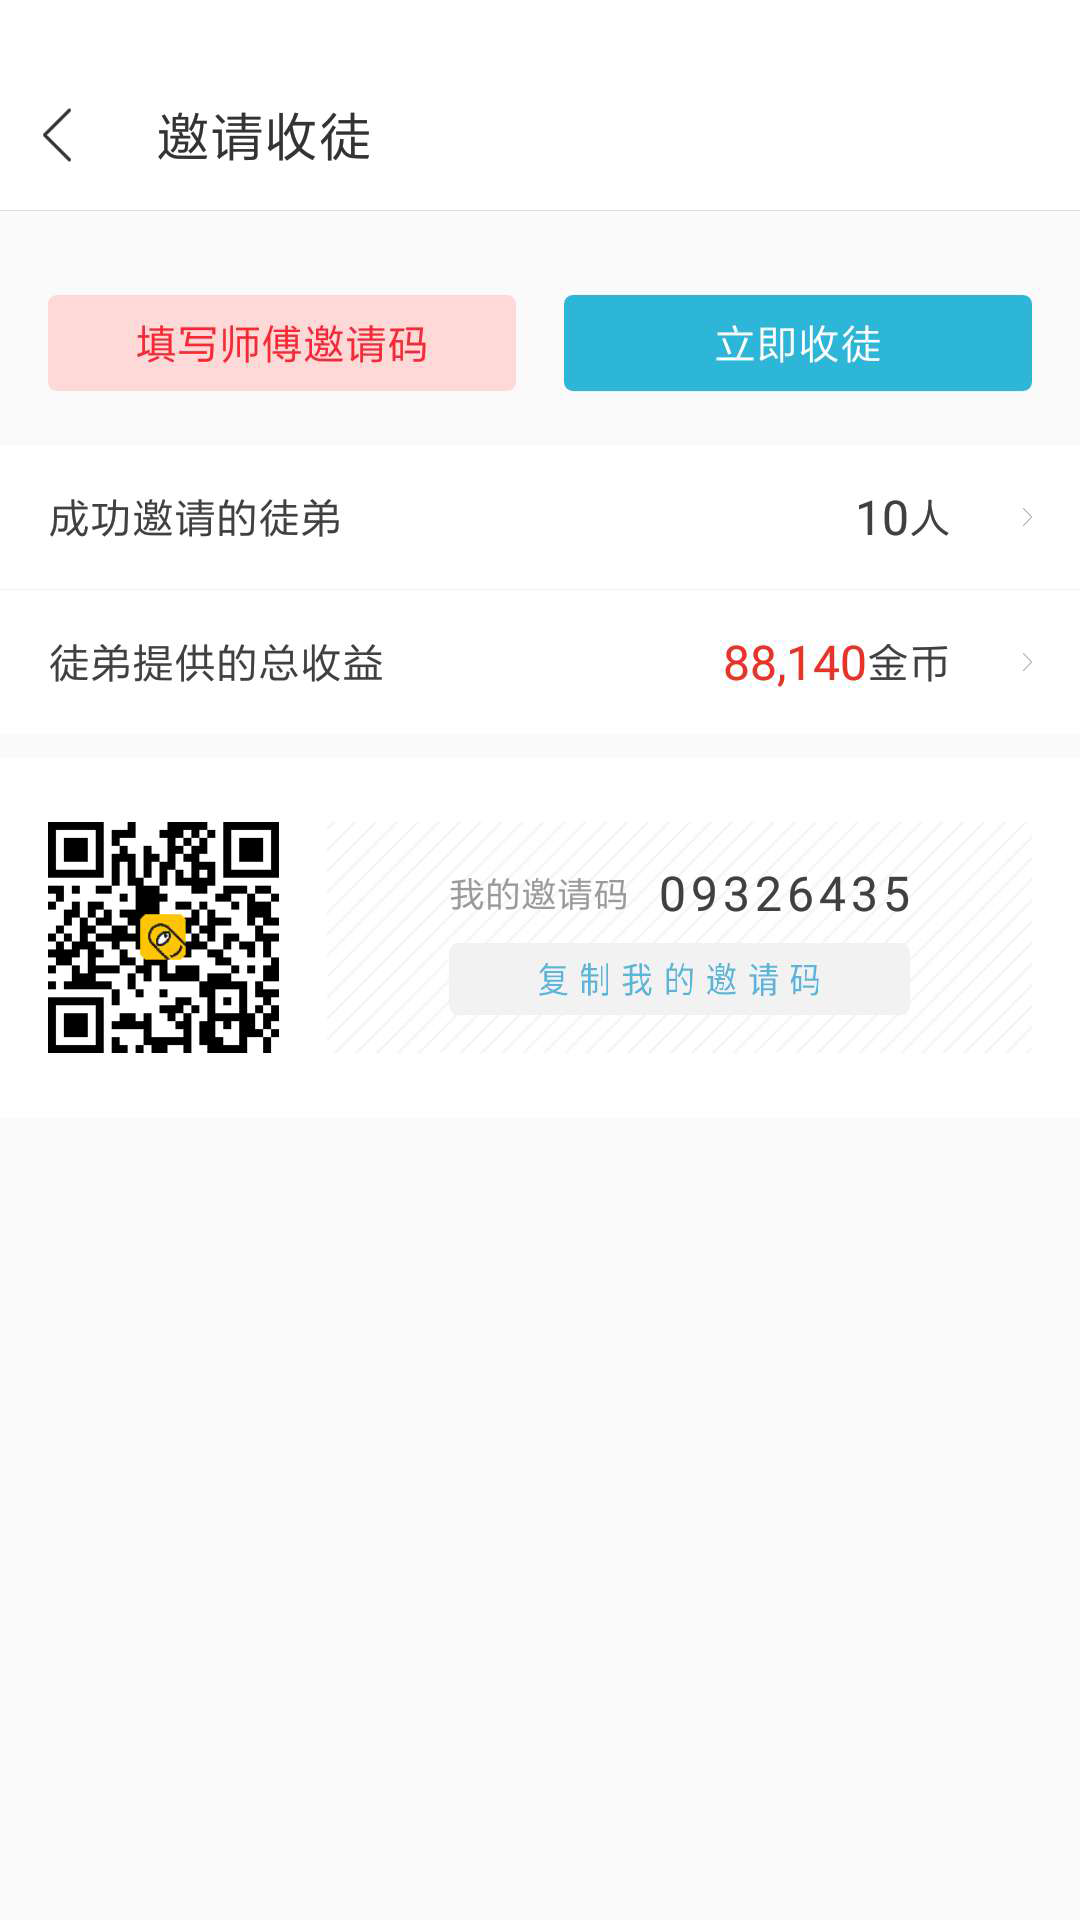 邀请收徒
填写师傅邀请码
立即收徒
成功邀请的徒弟 10人
徒弟提供的总收益 88,140金币
我的邀请码 09326435
复制我的邀请码